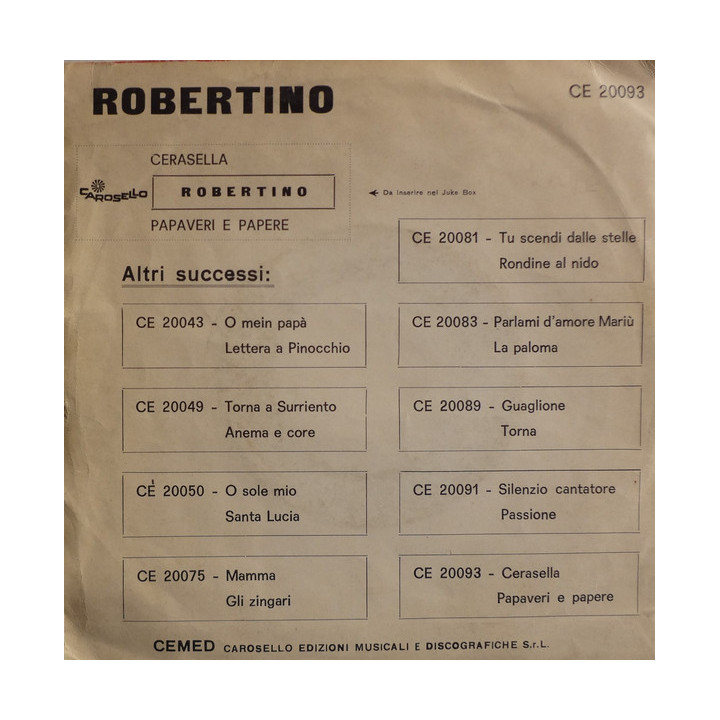 ROBERTINO
CE 20093
CERASELLA
CAROSELLO
ROBERTINO
Da inserire nel Juke Box
PAPAVERI E PAPERE
Altri successi:
CE 20043 - O mein papà
Lettera a Pinocchio
CE 20049 - Torna a Surriento
Anema e core
CE 20050 - O sole mio
Santa Lucia
CE 20075 - Mamma
Gli zingari
CE 20081 - Tu scendi dalle stelle
Rondine al nido
CE 20083 - Parlami d'amore Mariù
La paloma
CE 20089 - Guaglione
Torna
CE 20091 - Silenzio cantatore
Passione
CE 20093 - Cerasella
Papaveri e papere
CEMED CAROSELLO EDIZIONI MUSICALI E DISCOGRAFICHE S.r.L.